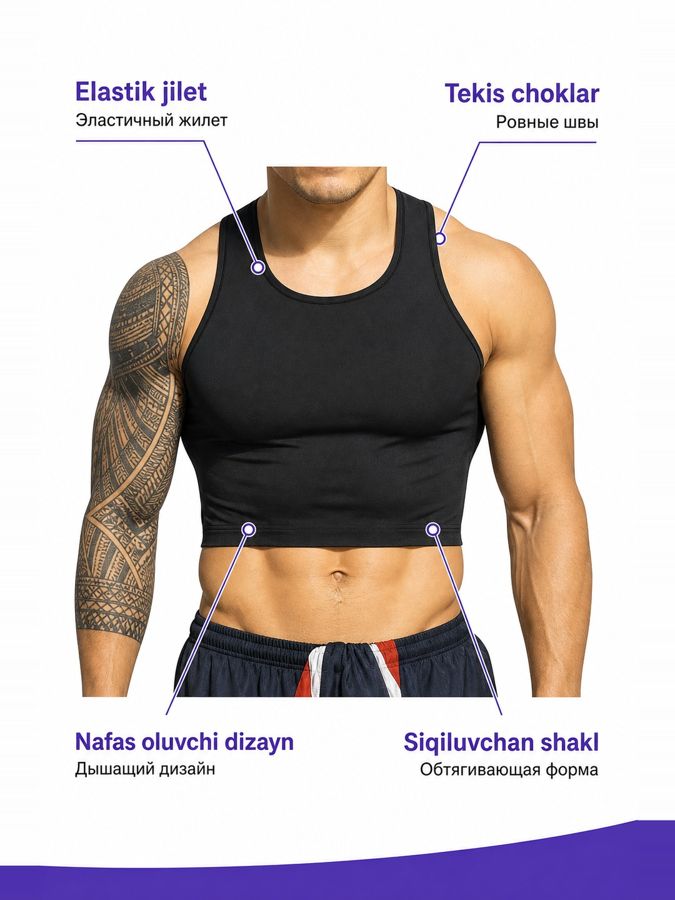 Elastik jilet
Эластичный жилет
Tekis choklar
Ровные швы
Nafas oluvchi dizayn
Дышащий дизайн
Siqiluvchan shakl
Обтягивающая форма